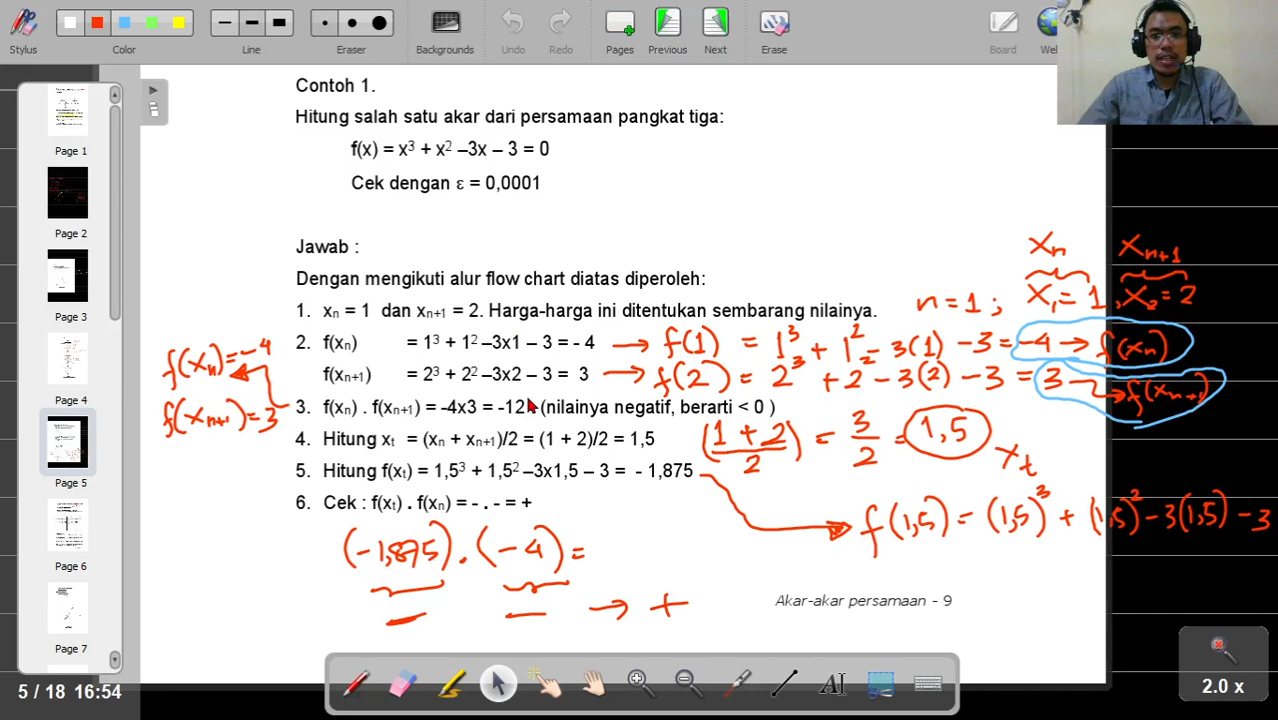 Stylus
Color
Line
Eraser
Backgrounds
Undo
Redo
Pages
Previous
Next
Erase
Board
We
Page 1
Page 2
Page 3
Page 4
Page 5
Page 6
Page 7
5 / 18 16:54
Contoh 1.
Hitung salah satu akar dari persamaan pangkat tiga:
f(x) = x³ + x² –3x – 3 = 0
Cek dengan ε = 0,0001
Jawab :
Dengan mengikuti alur flow chart diatas diperoleh:
1. xn = 1 dan xn+1 = 2. Harga-harga ini ditentukan sembarang nilainya.
2. f(xn) = 1³ + 1² –3x1 – 3 = - 4
f(xn+1) = 2³ + 2² –3x2 – 3 = 3
3. f(xn) . f(xn+1) = -4x3 = -12 (nilainya negatif, berarti < 0 )
4. Hitung xt = (xn + xn+1)/2 = (1 + 2)/2 = 1,5
5. Hitung f(xt) = 1,5³ + 1,5² –3x1,5 – 3 = - 1,875
6. Cek : f(xt) . f(xn) = - . - = +
Xn Xn+1
n = 1 ; X1 = 1, X2 = 2
→ f(1) = 1³ + 1² - 3(1) - 3 = -4 → f(Xn)
→ f(2) = 2³ + 2² - 3(2) - 3 = 3 → f(Xn+1)
f(Xn) = -4
f(Xn+1) = 3
(1 + 2)/2 = 3/2 = 1,5 Xt
f(1,5) = (1,5)³ + (1,5)² - 3(1,5) - 3
(-1,875) . (-4) =
- - → +
Akar-akar persamaan - 9
2.0 x